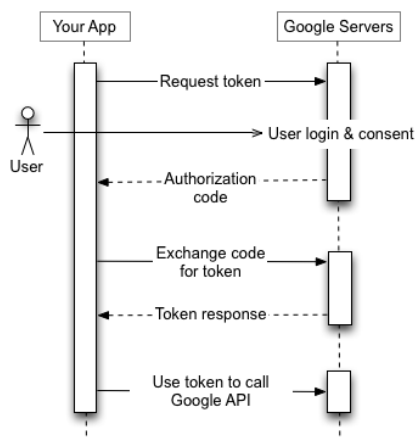 Your App
Google Servers
Request token
User login & consent
User
Authorization
code
Exchange code
for token
Token response
Use token to call
Google API